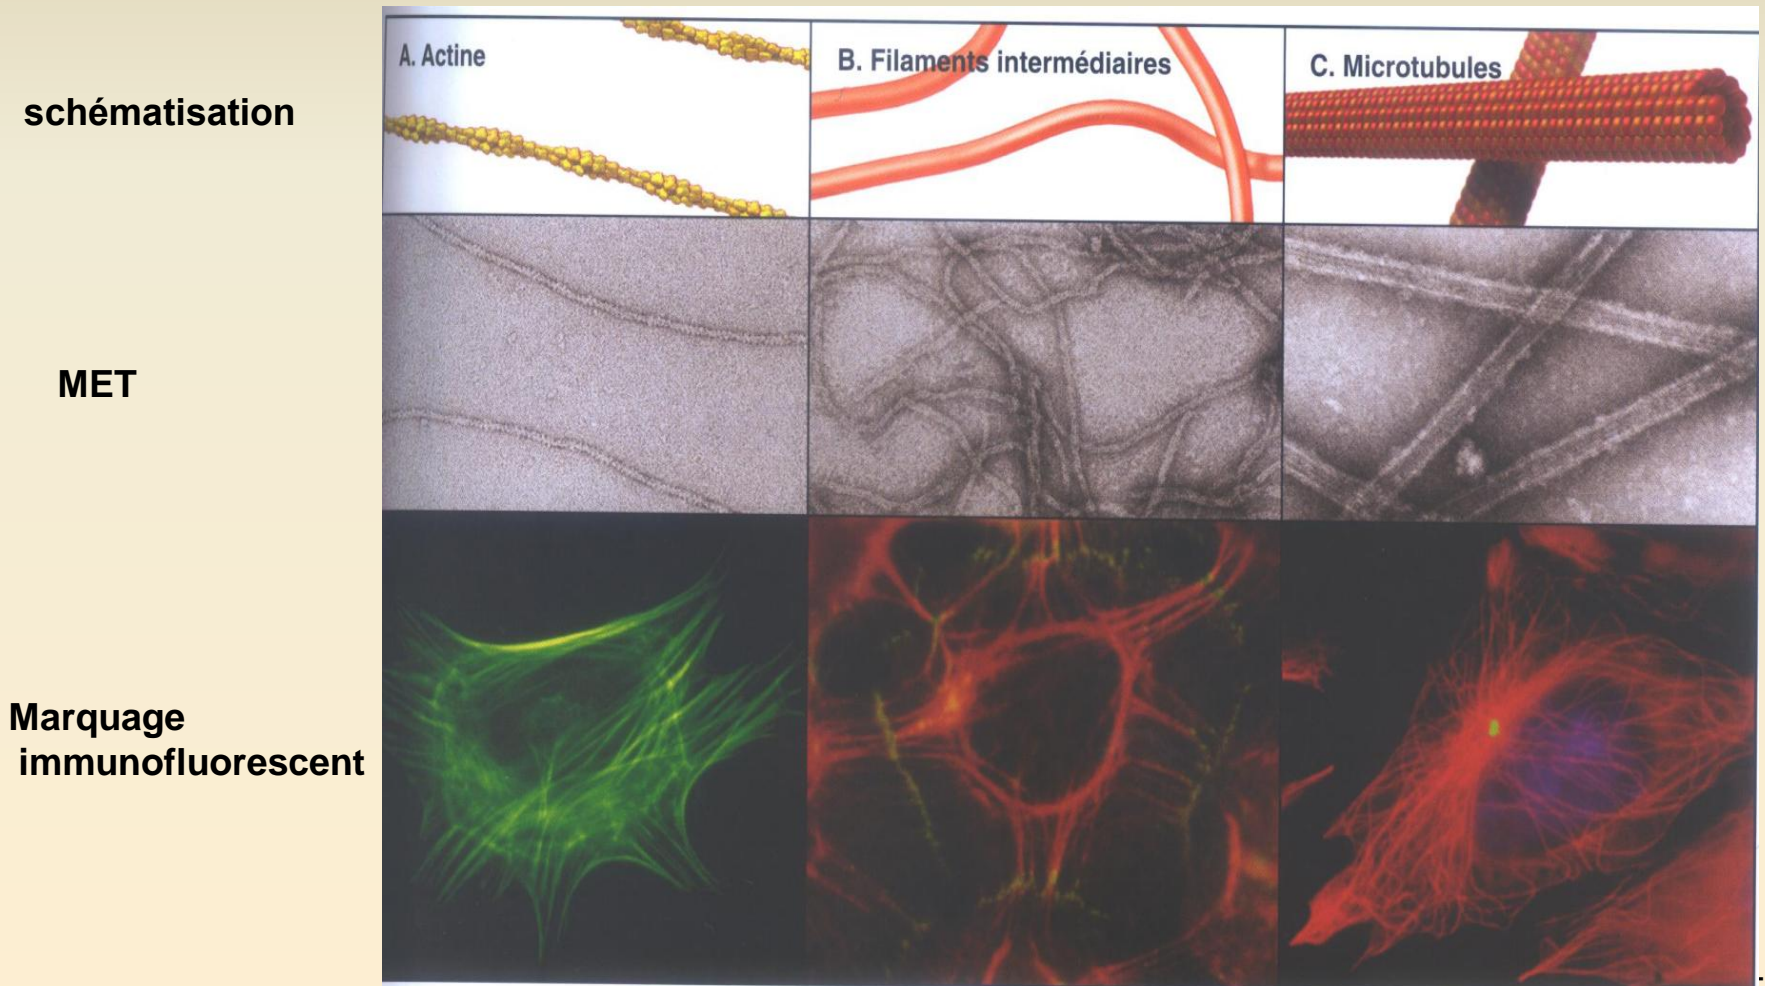 A. Actine
B. Filaments intermédiaires
C. Microtubules
schématisation
MET
Marquage
immunofluorescent